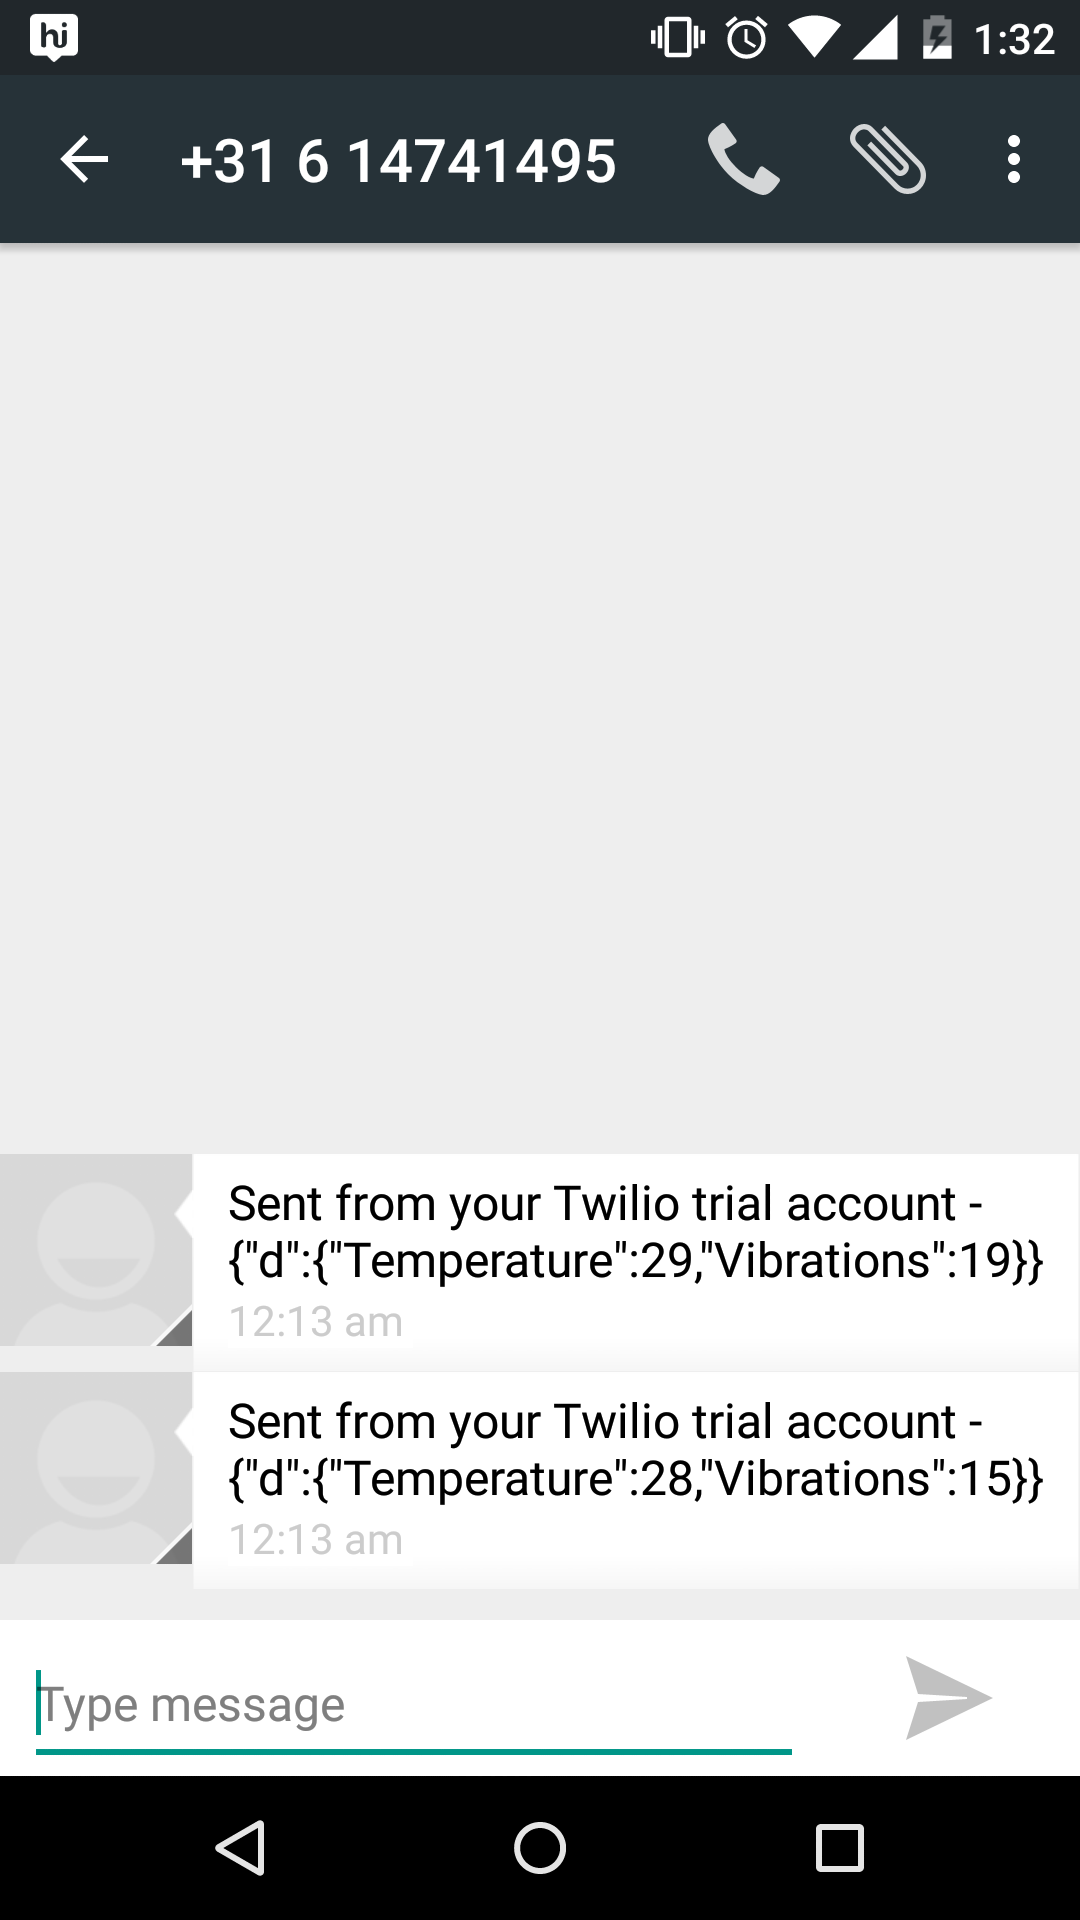 hi
1:32
+31 6 14741495
Sent from your Twilio trial account -
{"d":{"Temperature":29,"Vibrations":19}}
12:13 am
Sent from your Twilio trial account -
{"d":{"Temperature":28,"Vibrations":15}}
12:13 am
Type message